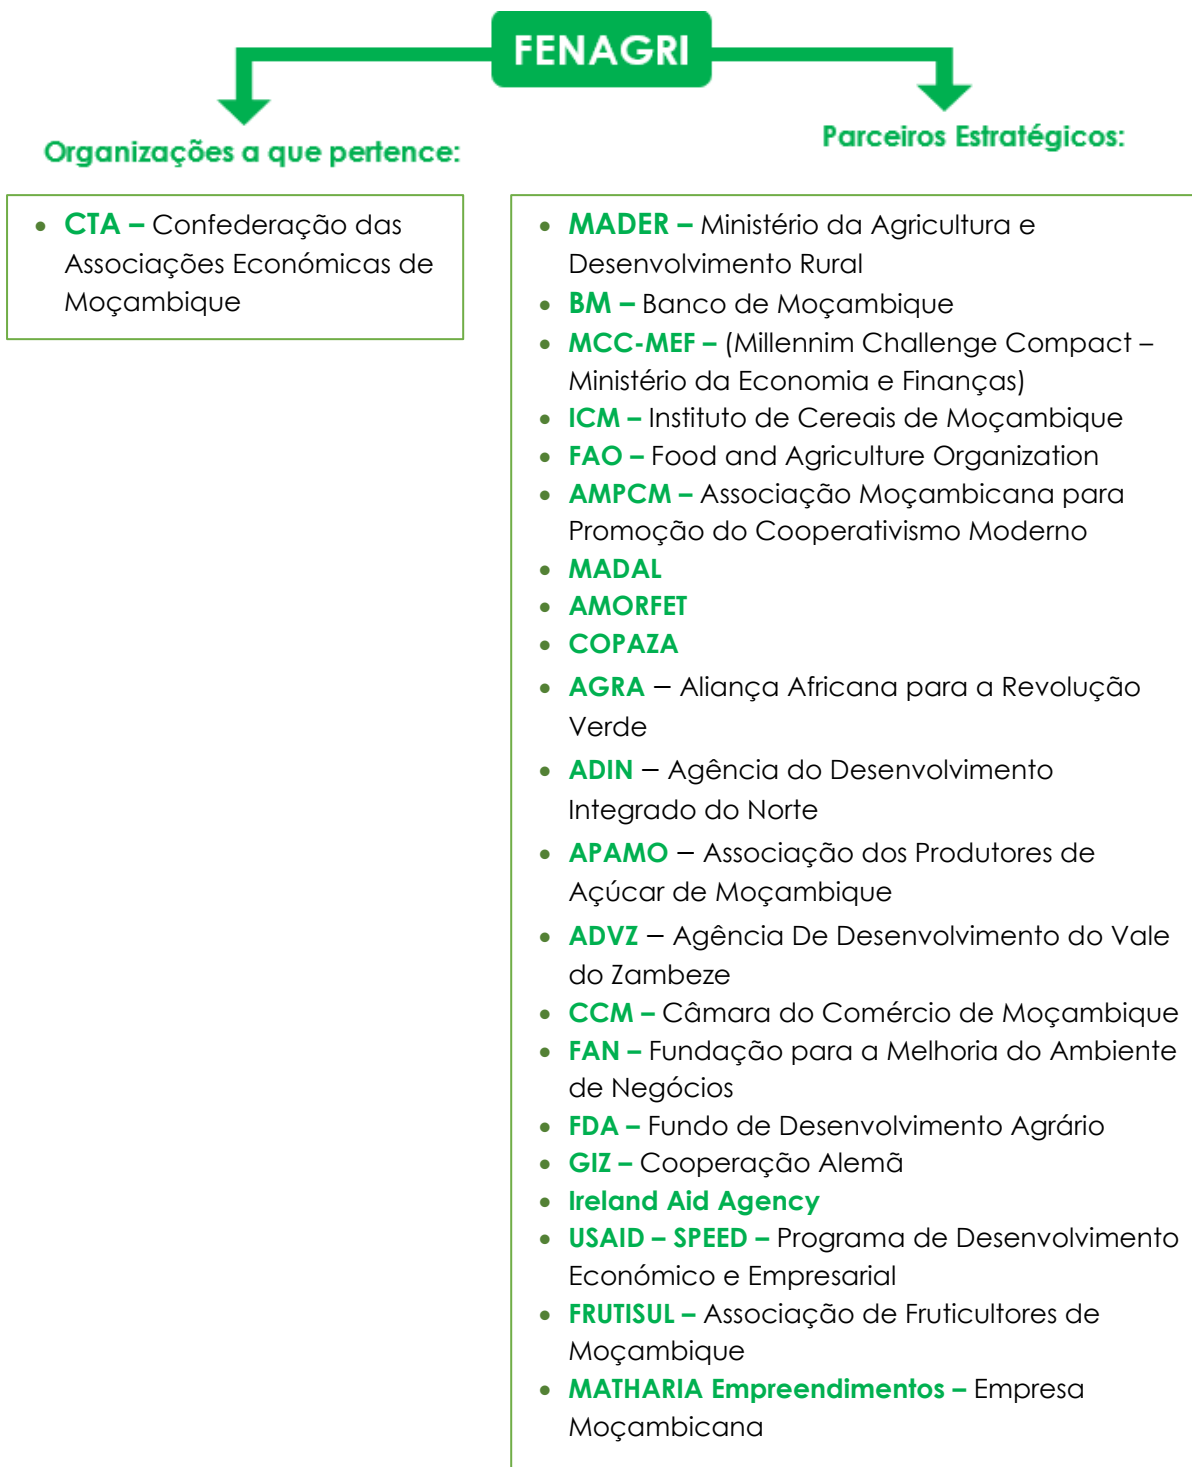 FENAGRI
Organizações a que pertence:
Parceiros Estratégicos:
• CTA – Confederação das
Associações Económicas de
Moçambique
• MADER – Ministério da Agricultura e
Desenvolvimento Rural
• BM – Banco de Moçambique
• MCC-MEF – (Millennim Challenge Compact –
Ministério da Economia e Finanças)
• ICM – Instituto de Cereais de Moçambique
• FAO – Food and Agriculture Organization
• AMPCM – Associação Moçambicana para
Promoção do Cooperativismo Moderno
• MADAL
• AMORFET
• COPAZA
• AGRA – Aliança Africana para a Revolução
Verde
• ADIN – Agência do Desenvolvimento
Integrado do Norte
• APAMO – Associação dos Produtores de
Açúcar de Moçambique
• ADVZ – Agência De Desenvolvimento do Vale
do Zambeze
• CCM – Câmara do Comércio de Moçambique
• FAN – Fundação para a Melhoria do Ambiente
de Negócios
• FDA – Fundo de Desenvolvimento Agrário
• GIZ – Cooperação Alemã
• Ireland Aid Agency
• USAID – SPEED – Programa de Desenvolvimento
Económico e Empresarial
• FRUTISUL – Associação de Fruticultores de
Moçambique
• MATHARIA Empreendimentos – Empresa
Moçambicana